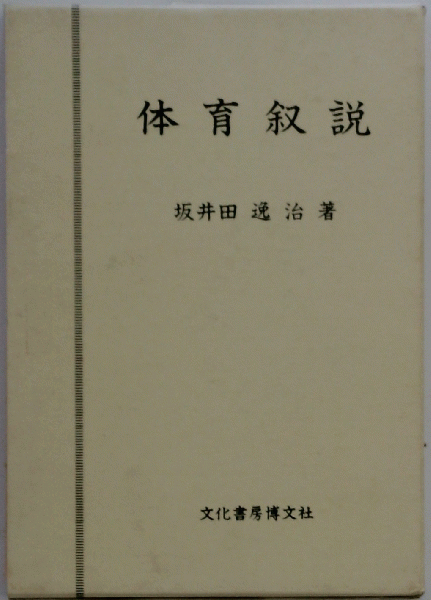 体育叙説
坂井田 逸治 著
文化書房博文社